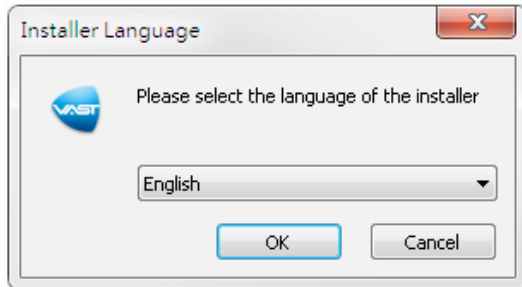 Installer Language
VAST
Please select the language of the installer
English
OK
Cancel